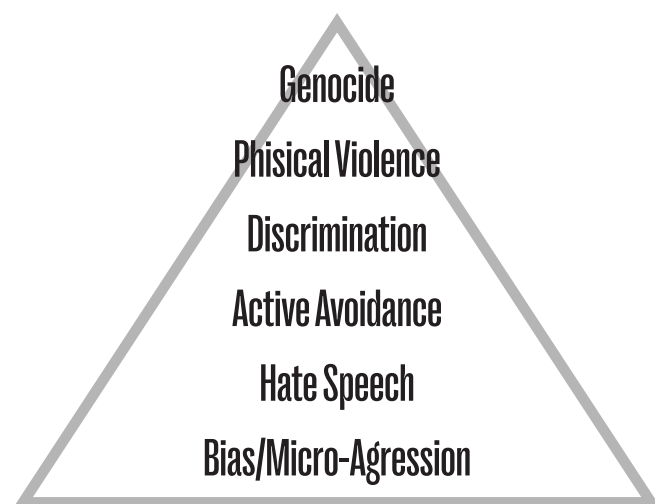 Genocide
Phisical Violence
Discrimination
Active Avoidance
Hate Speech
Bias/Micro-Agression